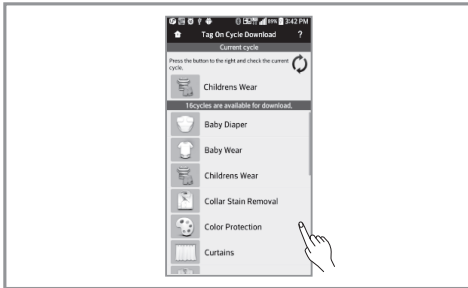 89% 3:42 PM
Tag On Cycle Download ?
Current cycle
Press the button to the right and check the current
cycle.
Childrens Wear
16cycles are available for download.
Baby Diaper
Baby Wear
Childrens Wear
Collar Stain Removal
Color Protection
Curtains